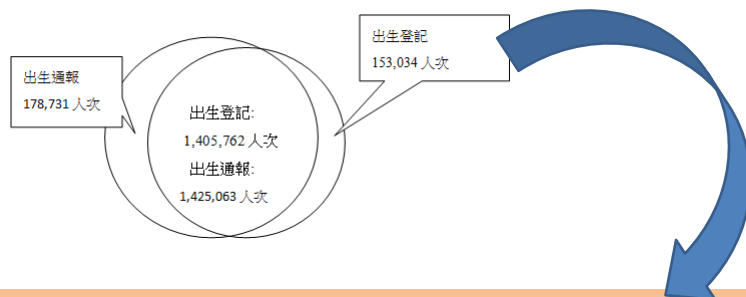 出生登記
153,034 人次
出生通報
178,731 人次
出生登記:
1,405,762 人次
出生通報:
1,425,063 人次